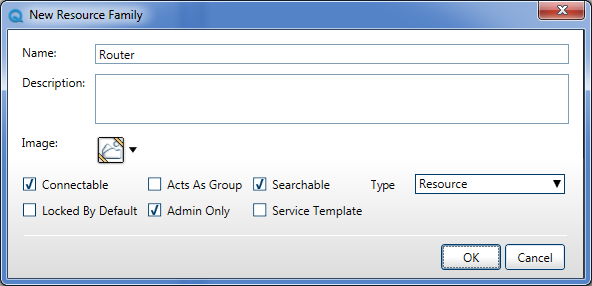 New Resource Family
Name: Router
Description:
Image:
Connectable Acts As Group Searchable Type Resource
Locked By Default Admin Only Service Template
OK Cancel